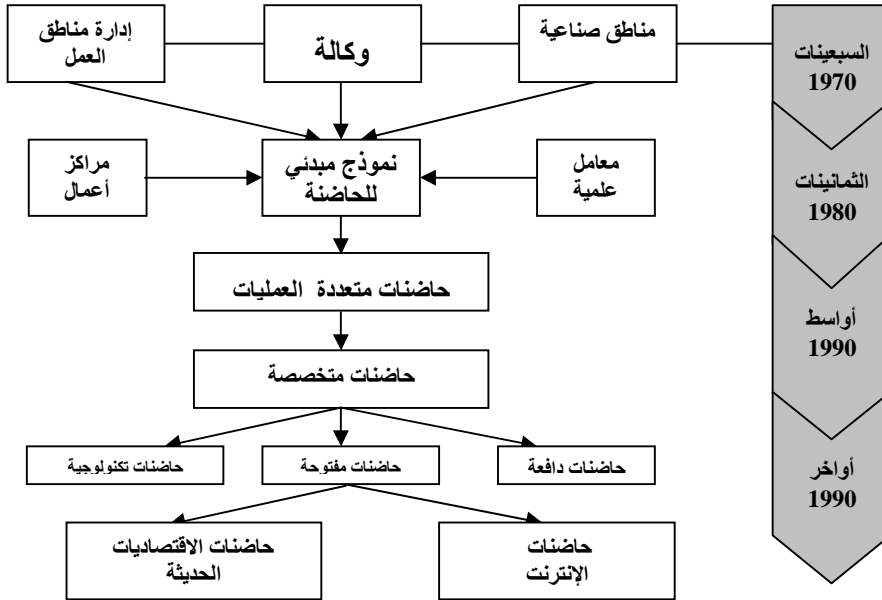 مناطق صناعية
وكالة
إدارة مناطق
العمل
السبعينات
1970
معامل
علمية
نموذج مبدئي
للحاضنة
مراكز
أعمال
الثمانينات
1980
حاضنات متعددة العمليات
أواسط
1990
حاضنات متخصصة
حاضنات دافعة
حاضنات مفتوحة
حاضنات تكنولوجية
أواخر
1990
حاضنات
الإنترنت
حاضنات الاقتصاديات
الحديثة